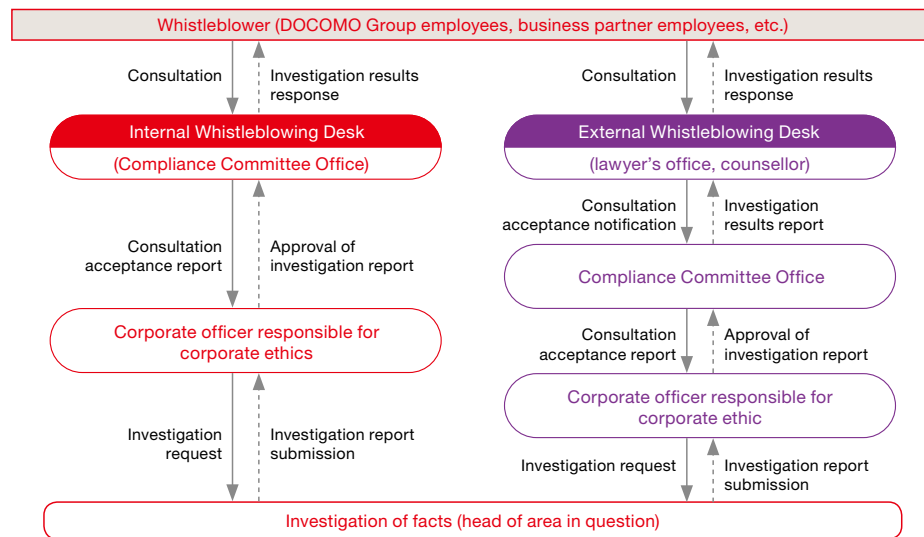 Whistleblower (DOCOMO Group employees, business partner employees, etc.)
Consultation
Investigation results
response
Consultation
Investigation results
response
Internal Whistleblowing Desk
(Compliance Committee Office)
External Whistleblowing Desk
(lawyer's office, counsellor)
Consultation
acceptance report
Approval of
investigation report
Consultation
acceptance notification
Investigation
results report
Compliance Committee Office
Corporate officer responsible for
corporate ethics
Consultation
acceptance report
Approval of
investigation report
Corporate officer responsible for
corporate ethic
Investigation
request
Investigation report
submission
Investigation request
Investigation report
submission
Investigation of facts (head of area in question)